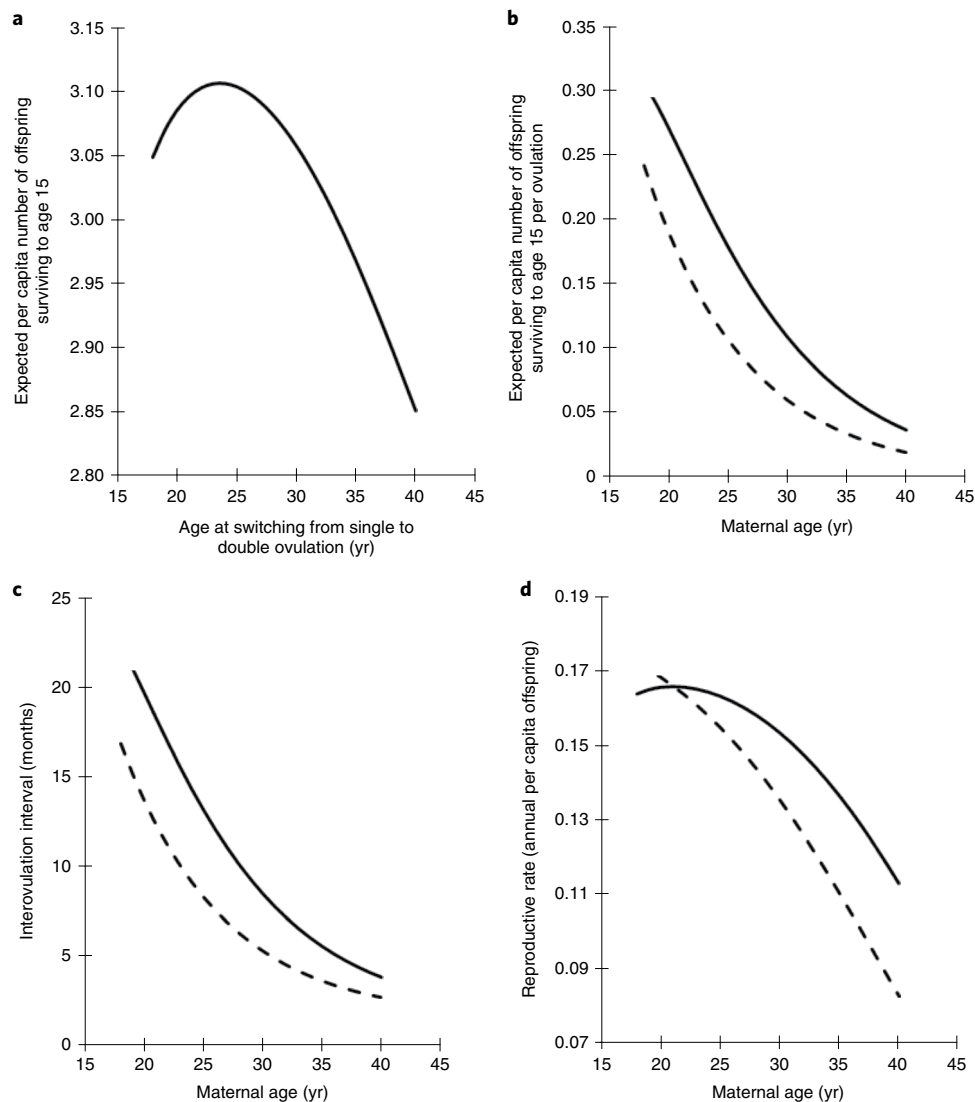 a
3.15
3.10
3.05
3.00
2.95
2.90
2.85
2.80
15 20 25 30 35 40 45
Expected per capita number of offspring
surviving to age 15
Age at switching from single to
double ovulation (yr)
b
0.35
0.30
0.25
0.20
0.15
0.10
0.05
0
15 20 25 30 35 40 45
Expected per capita number of offspring
surviving to age 15 per ovulation
Maternal age (yr)
c
25
20
15
10
5
0
15 20 25 30 35 40 45
Interovulation interval (months)
Maternal age (yr)
d
0.19
0.17
0.15
0.13
0.11
0.09
0.07
15 20 25 30 35 40 45
Reproductive rate (annual per capita offspring)
Maternal age (yr)